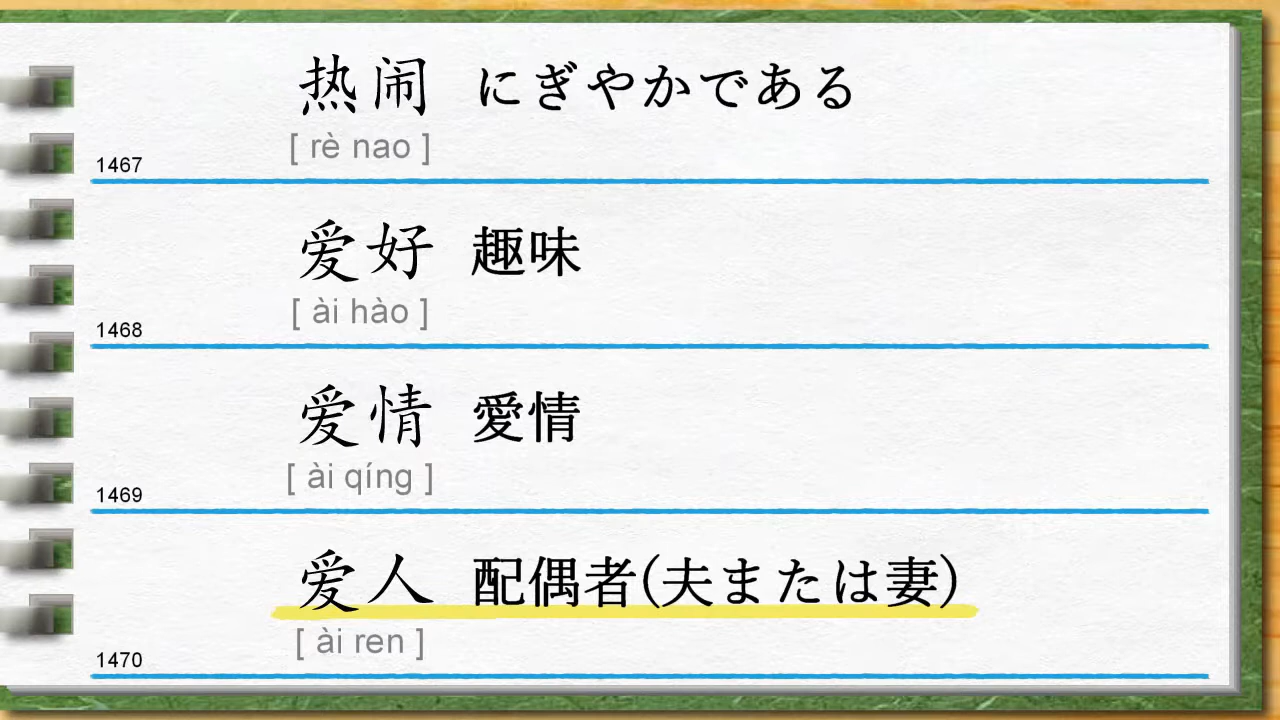 热闹 にぎやかである
[ rè nao ]
1467
爱好 趣味
[ ài hào ]
1468
爱情 愛情
[ ài qíng ]
1469
爱人 配偶者(夫または妻)
[ ài ren ]
1470